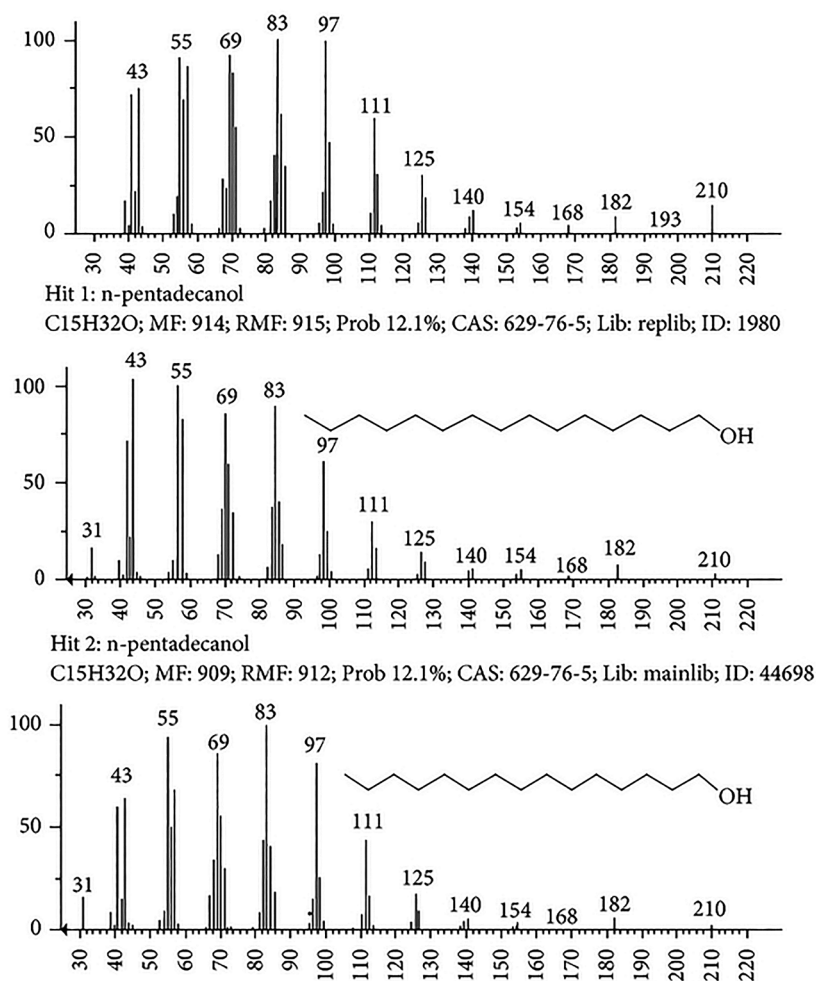 83 97
55 69
100
43
111
50
125
210
140 154 168 182 193
0
30 40 50 60 70 80 90 100 110 120 130 140 150 160 170 180 190 200 210 220
Hit 1: n-pentadecanol
C15H32O; MF: 914; RMF: 915; Prob 12.1%; CAS: 629-76-5; Lib: replib; ID: 1980
43 55
100
69 83
OH
97
50
111
31 125
140 154 168 182 210
0
30 40 50 60 70 80 90 100 110 120 130 140 150 160 170 180 190 200 210 220
Hit 2: n-pentadecanol
C15H32O; MF: 909; RMF: 912; Prob 12.1%; CAS: 629-76-5; Lib: mainlib; ID: 44698
83
55
100
69 97
43
OH
50 111
31 125
140 154 168 182 210
0
30 40 50 60 70 80 90 100 110 120 130 140 150 160 170 180 190 200 210 220